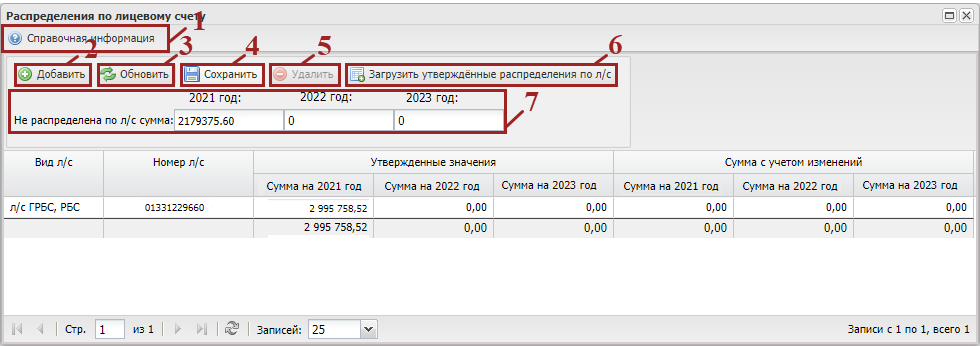 Распределения по лицевому счету
1
Справочная информация
2 3 4 5 6
Добавить Обновить Сохранить Удалить Загрузить утверждённые распределения по л/с
2021 год: 2022 год: 2023 год: 7
Не распределена по л/с сумма: 2179375.60 0 0
Вид л/с Номер л/с Утвержденные значения Сумма с учетом изменений
Сумма на 2021 год Сумма на 2022 год Сумма на 2023 год Сумма на 2021 год Сумма на 2022 год Сумма на 2023 год
л/с ГРБС, РБС 01331229660 2 995 758,52 0,00 0,00 0,00 0,00 0,00
2 995 758,52 0,00 0,00 0,00 0,00 0,00
Стр. 1 из 1 Записей: 25 Записи с 1 по 1, всего 1